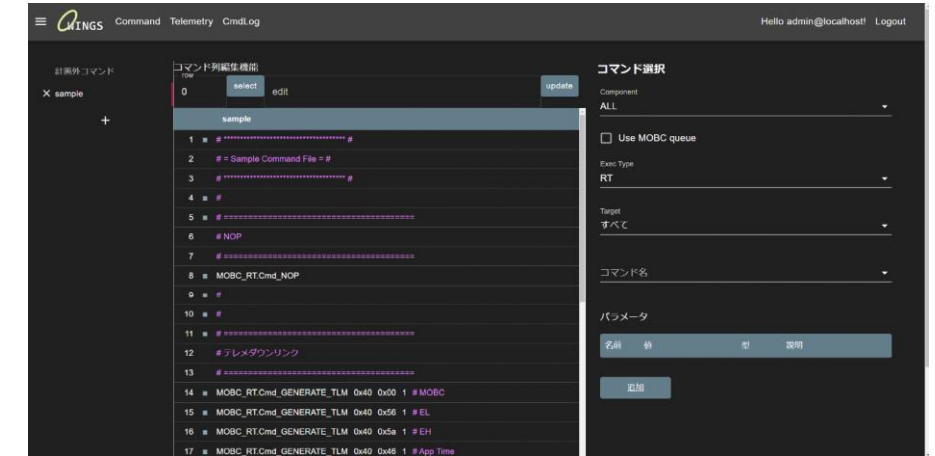 WINGS Command Telemetry CmdLog Hello admin@localhost! Logout
計画外コマンド
sample
コマンド列編集機能
row
0 select edit update
sample
1 # ************************************* #
2 # = Sample Command File = #
3 # ************************************* #
4 #
5 # =======================================
6 # NOP
7 # =======================================
8 MOBC_RT.Cmd_NOP
9 #
10 #
11 # =======================================
12 # テレメダウンリンク
13 # =======================================
14 MOBC_RT.Cmd_GENERATE_TLM 0x40 0x00 1 # MOBC
15 MOBC_RT.Cmd_GENERATE_TLM 0x40 0x56 1 # EL
16 MOBC_RT.Cmd_GENERATE_TLM 0x40 0x5a 1 # EH
17 MOBC_RT.Cmd_GENERATE_TLM 0x40 0x46 1 # App Time
コマンド選択
Component
ALL
Use MOBC queue
Exec Type
RT
Target
すべて
コマンド名
パラメータ
名前 値 型 説明
追加